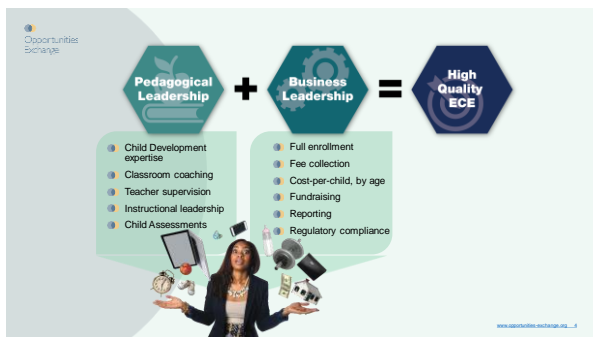 Opportunities
Exchange
Pedagogical
Leadership
Business
Leadership
High
Quality
ECE
Child Development
expertise
Classroom coaching
Teacher supervision
Instructional leadership
Child Assessments
Full enrollment
Fee collection
Cost-per-child, by age
Fundraising
Reporting
Regulatory compliance
www.opportunities-exchange.org 4